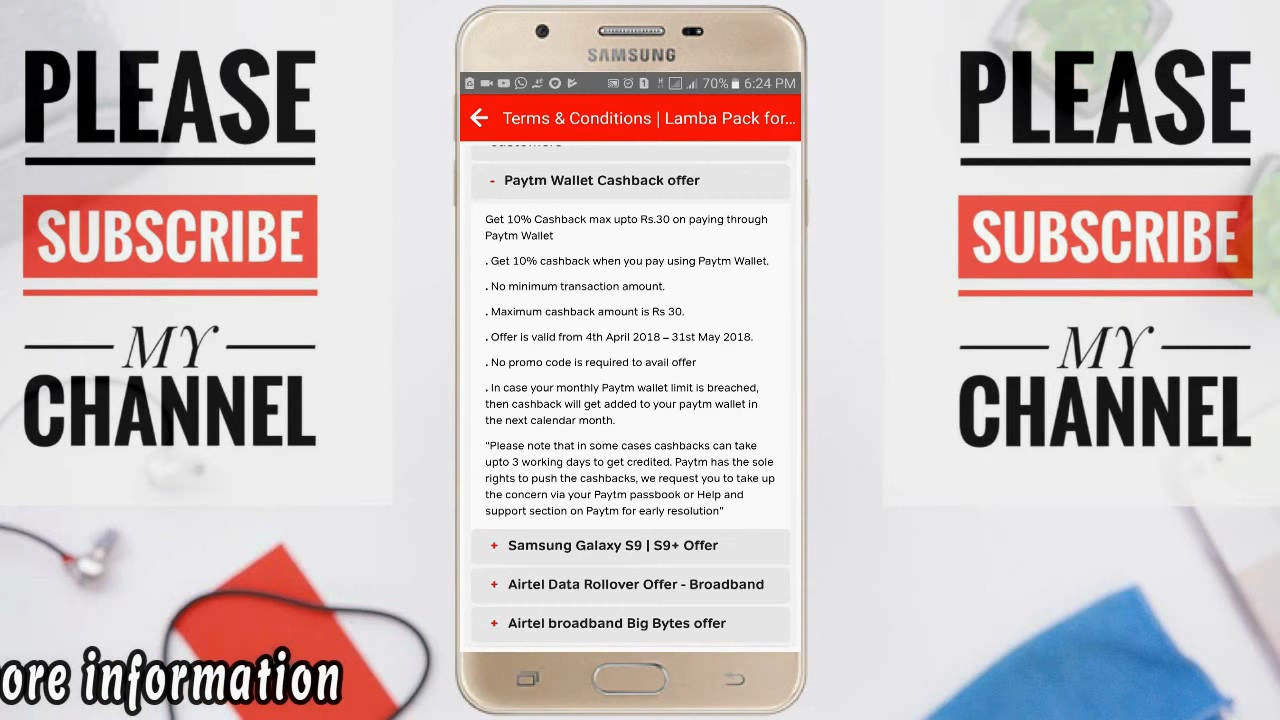 PLEASE
SUBSCRIBE
MY
CHANNEL
SAMSUNG
70% 6:24 PM
Terms & Conditions | Lamba Pack for...
customers
- Paytm Wallet Cashback offer
Get 10% Cashback max upto Rs.30 on paying through
Paytm Wallet
. Get 10% cashback when you pay using Paytm Wallet.
. No minimum transaction amount.
. Maximum cashback amount is Rs 30.
. Offer is valid from 4th April 2018 – 31st May 2018.
. No promo code is required to avail offer
. In case your monthly Paytm wallet limit is breached,
then cashback will get added to your paytm wallet in
the next calendar month.
"Please note that in some cases cashbacks can take
upto 3 working days to get credited. Paytm has the sole
rights to push the cashbacks, we request you to take up
the concern via your Paytm passbook or Help and
support section on Paytm for early resolution"
+ Samsung Galaxy S9 | S9+ Offer
+ Airtel Data Rollover Offer - Broadband
+ Airtel broadband Big Bytes offer
PLEASE
SUBSCRIBE
MY
CHANNEL
ore information